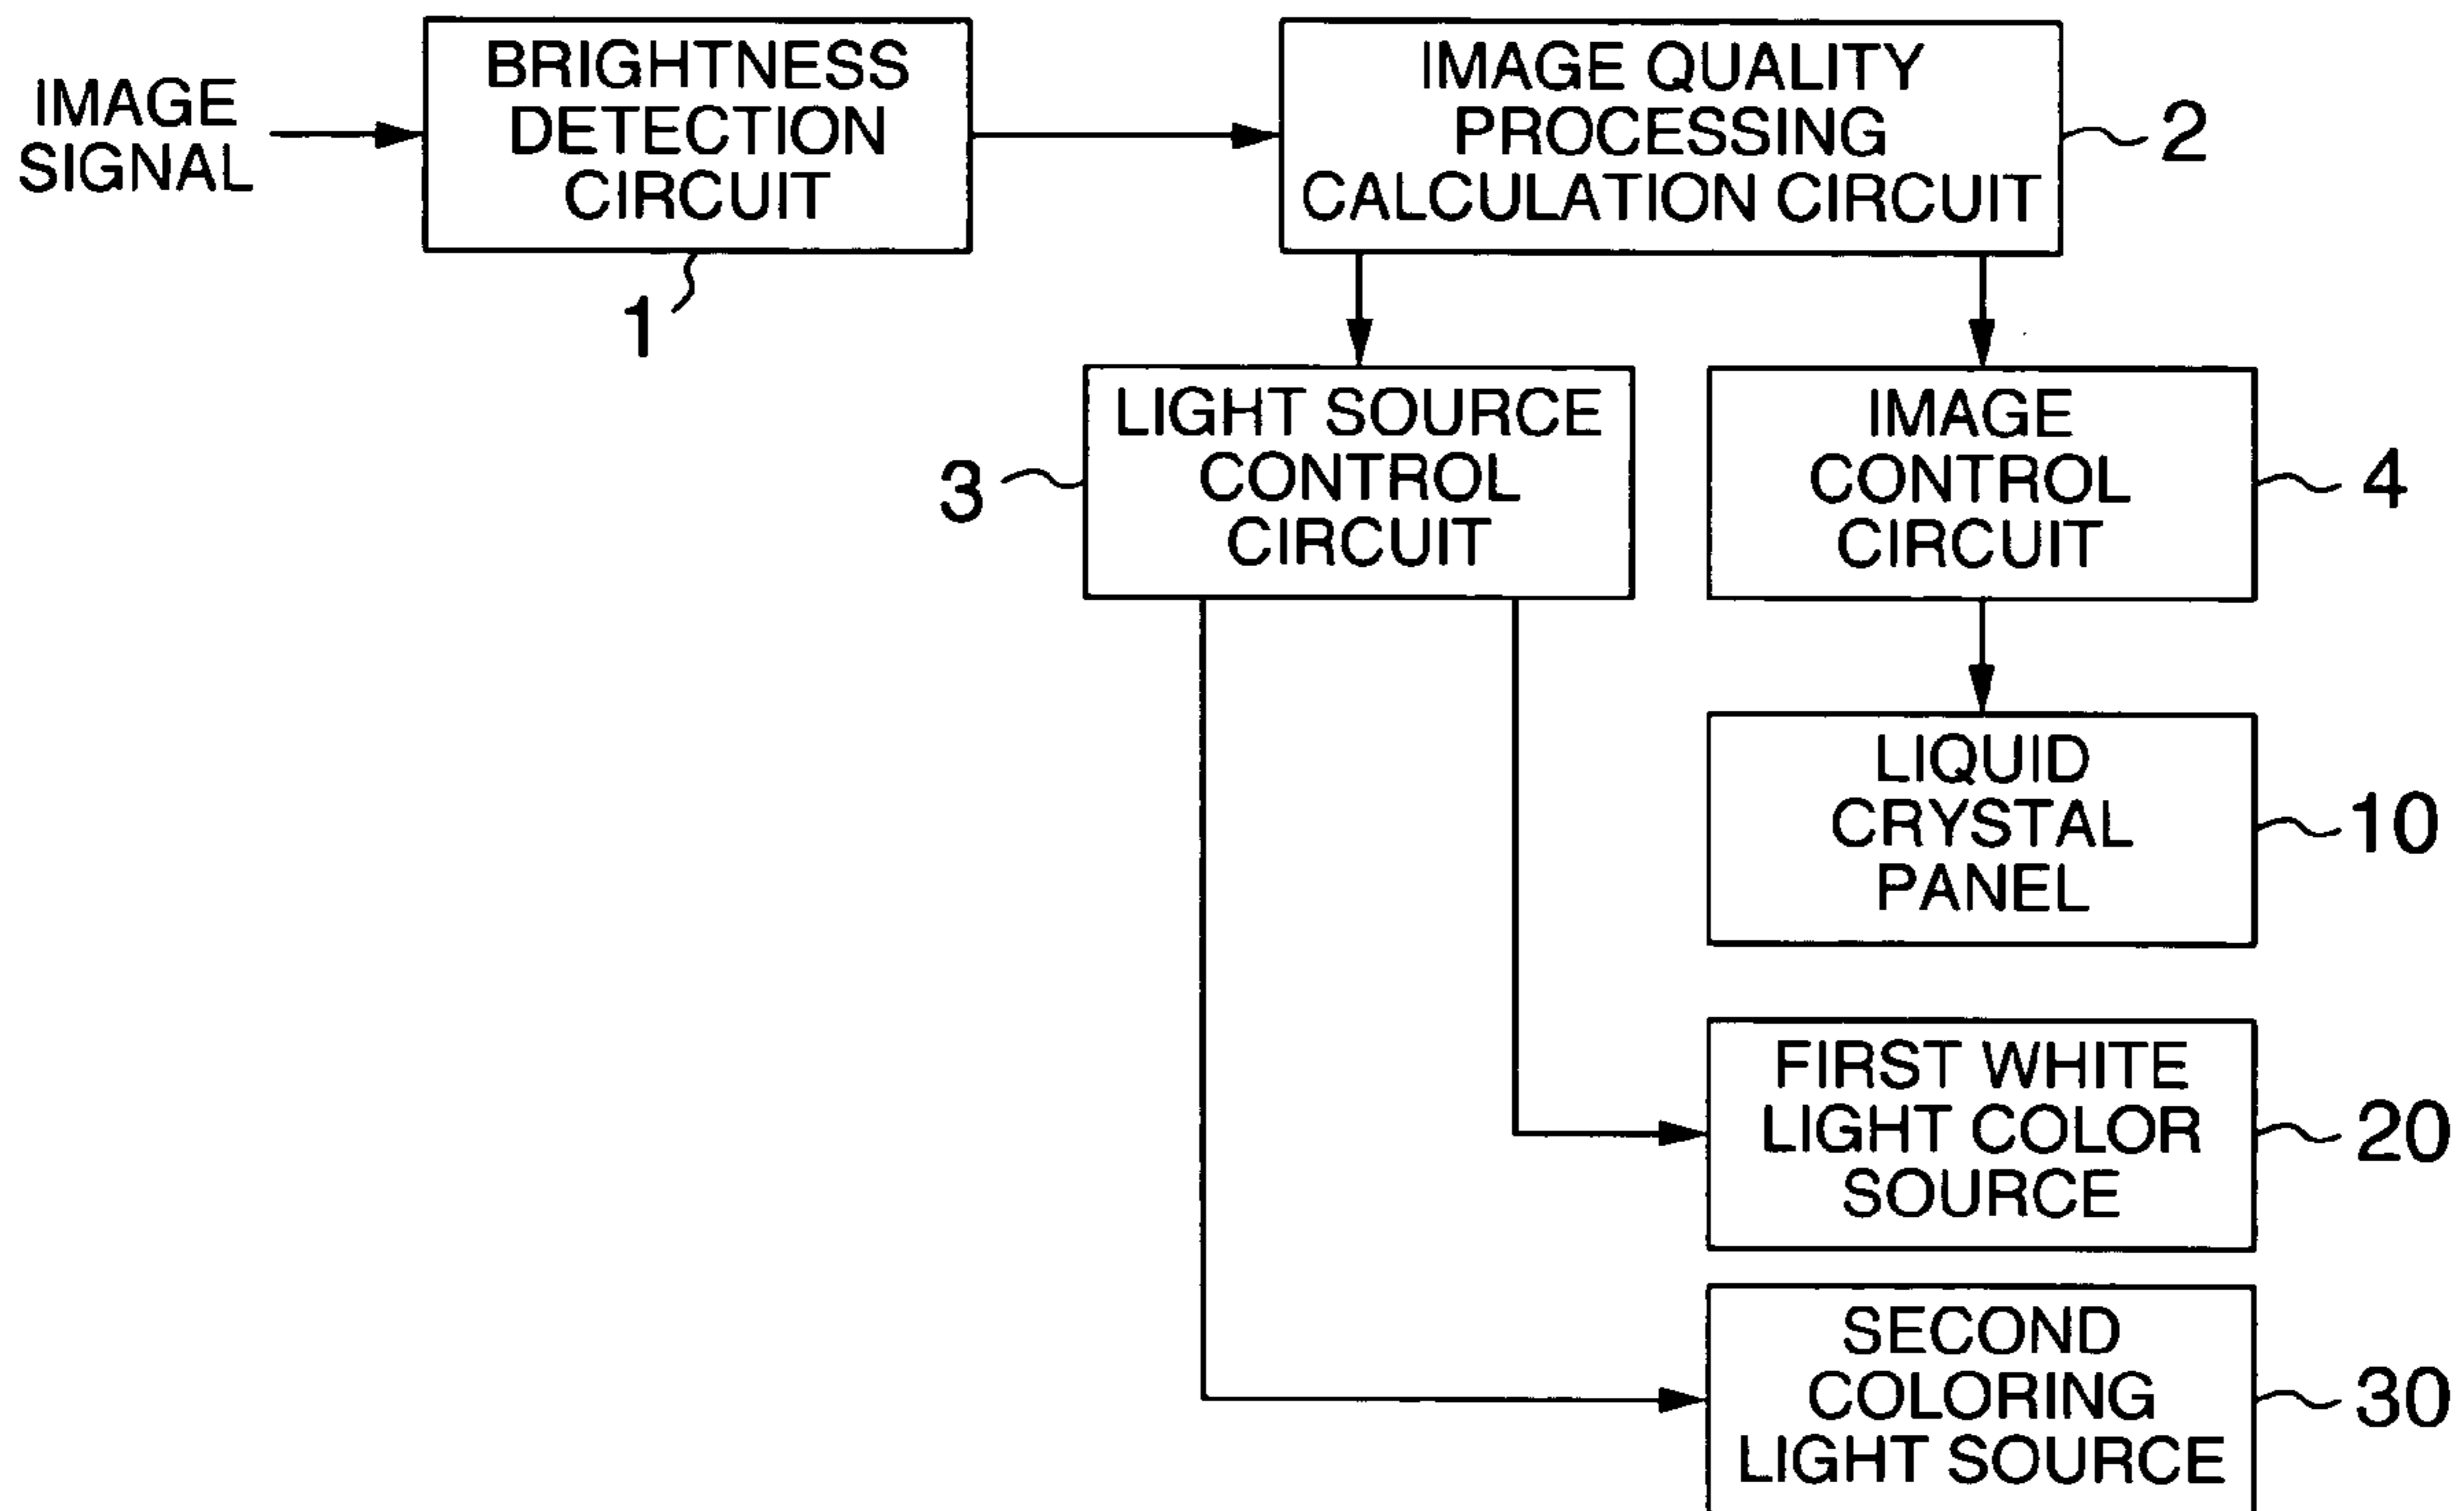 IMAGE
SIGNAL
BRIGHTNESS
DETECTION
CIRCUIT
1
IMAGE QUALITY
PROCESSING
CALCULATION CIRCUIT
2
LIGHT SOURCE
CONTROL
CIRCUIT
3
IMAGE
CONTROL
CIRCUIT
4
LIQUID
CRYSTAL
PANEL
10
FIRST WHITE
LIGHT COLOR
SOURCE
20
SECOND
COLORING
LIGHT SOURCE
30